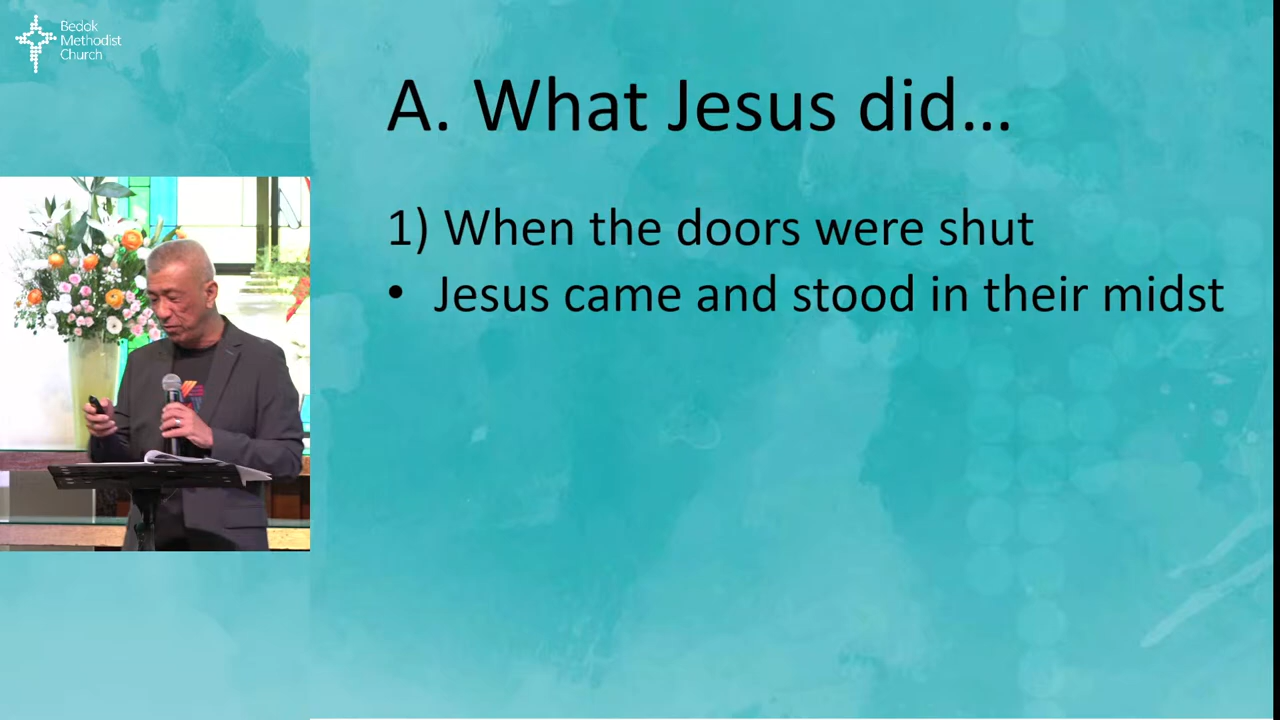 Bedok
Methodist
Church
A. What Jesus did...
1) When the doors were shut
• Jesus came and stood in their midst